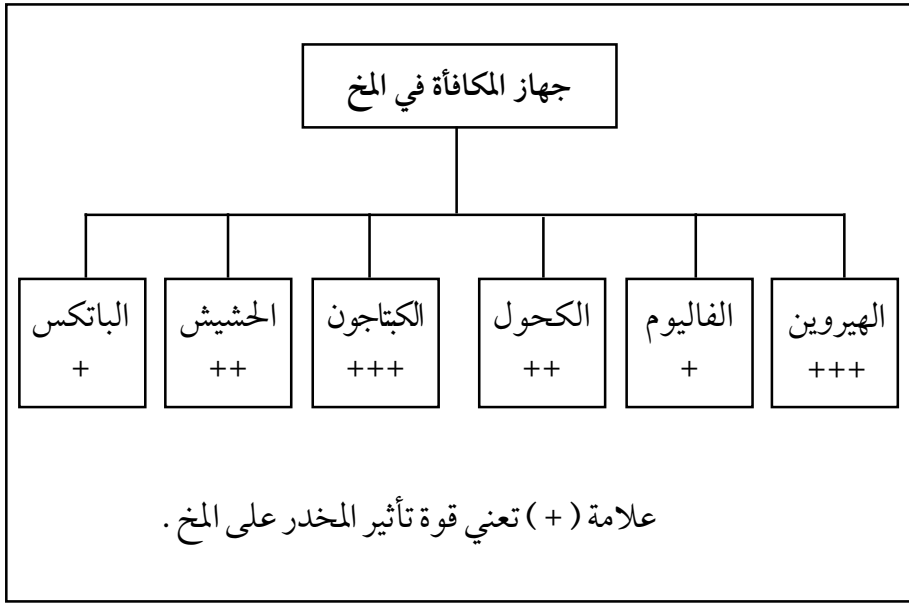 جهاز المكافأة في المخ
الهيروين
+++
الفاليوم
+
الكحول
++
الكبتاجون
+++
الحشيش
++
الباتكس
+
علامة ( + ) تعني قوة تأثير المخدر على المخ .